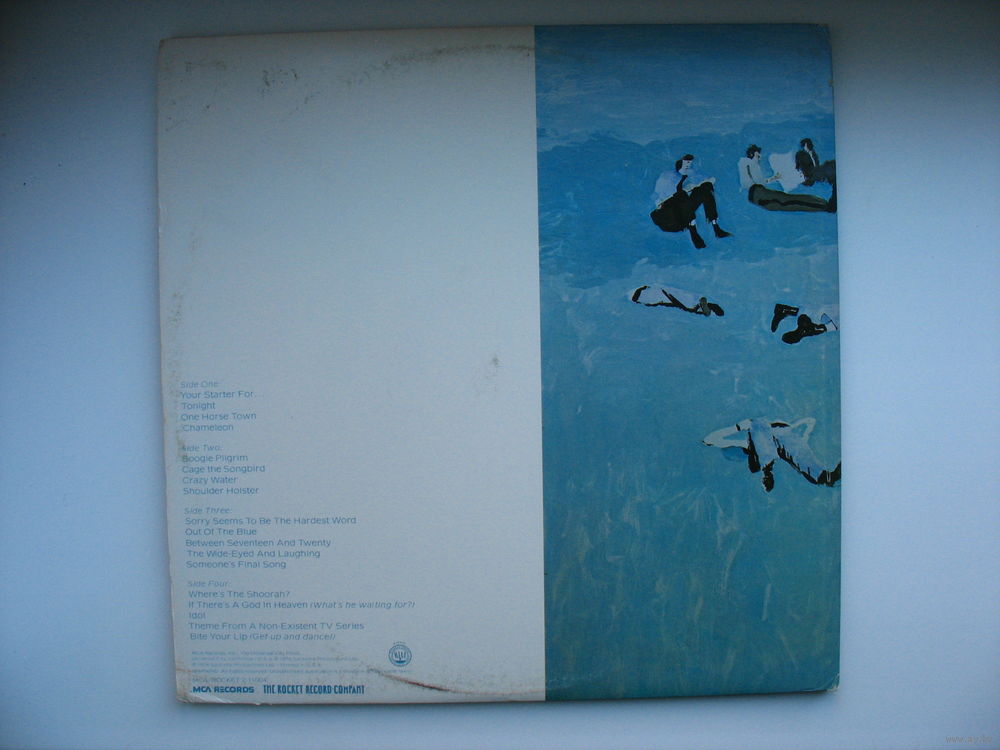 Side One:
Your Starter For...
Tonight
One Horse Town
Chameleon
Side Two:
Boogie Pilgrim
Cage the Songbird
Crazy Water
Shoulder Holster
Side Three:
Sorry Seems To Be The Hardest Word
Out Of The Blue
Between Seventeen And Twenty
The Wide-Eyed And Laughing
Someone's Final Song
Side Four:
Where's The Shoorah?
If There's A God In Heaven (What's he waiting for?)
Idol
Theme From A Non-Existent TV Series
Bite Your Lip (Get up and dance!)
MCA/ROCKET 2-11004
MCA RECORDS THE ROCKET RECORD COMPANY